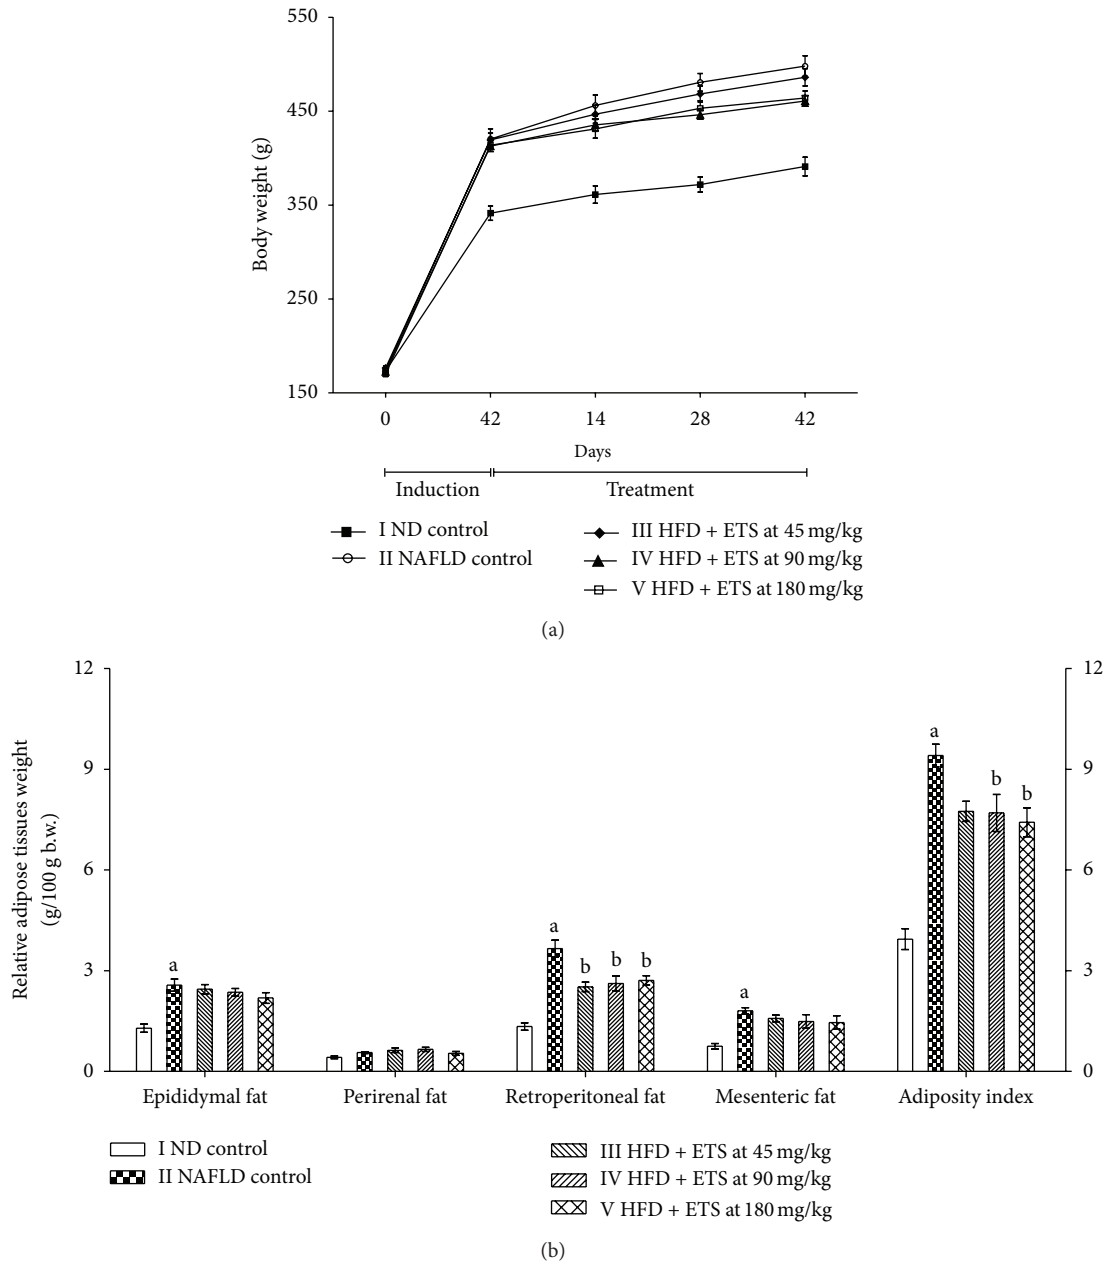 550
450
350
250
150
Body weight (g)
0 42 14 28 42
Days
Induction Treatment
I ND control
II NAFLD control
III HFD + ETS at 45 mg/kg
IV HFD + ETS at 90 mg/kg
V HFD + ETS at 180 mg/kg
(a)
12 12
9 9
6 6
3 3
0 0
Relative adipose tissues weight
(g/100 g b.w.)
a
a
b b b
a
a
b
b
Epididymal fat Perirenal fat Retroperitoneal fat Mesenteric fat Adiposity index
I ND control
II NAFLD control
III HFD + ETS at 45 mg/kg
IV HFD + ETS at 90 mg/kg
V HFD + ETS at 180 mg/kg
(b)